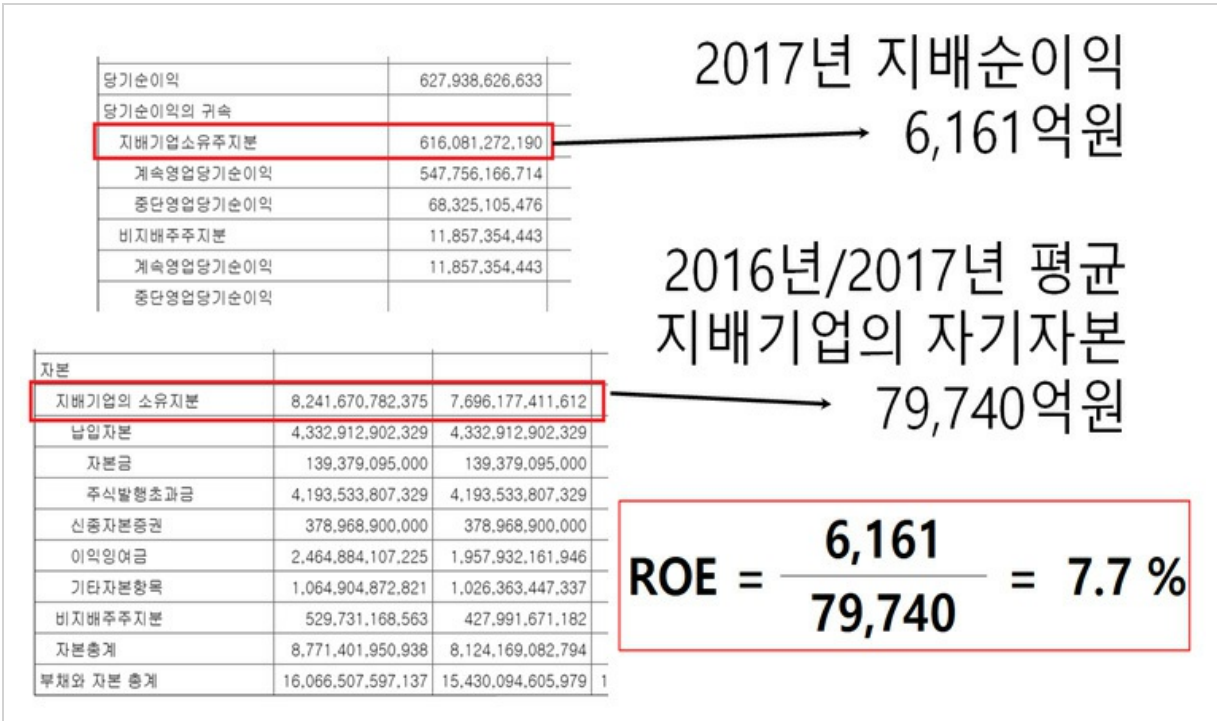 당기순이익 627,938,626,633
당기순이익의 귀속
지배기업소유주지분 616,081,272,190
계속영업당기순이익 547,756,166,714
중단영업당기순이익 68,325,105,476
비지배주주지분 11,857,354,443
계속영업당기순이익 11,857,354,443
중단영업당기순이익
2017년 지배순이익
6,161억원
2016년/2017년 평균
지배기업의 자기자본
79,740억원
자본
지배기업의 소유지분 8,241,670,782,375 7,696,177,411,612
납입자본 4,332,912,902,329 4,332,912,902,329
자본금 139,379,095,000 139,379,095,000
주식발행초과금 4,193,533,807,329 4,193,533,807,329
신종자본증권 378,968,900,000 378,968,900,000
이익잉여금 2,464,884,107,225 1,957,932,161,946
기타자본항목 1,064,904,872,821 1,026,363,447,337
비지배주주지분 529,731,168,563 427,991,671,182
자본총계 8,771,401,950,938 8,124,169,082,794
부채와 자본 총계 16,066,507,597,137 15,430,094,605,979 1
6,161
ROE = = 7.7 %
79,740